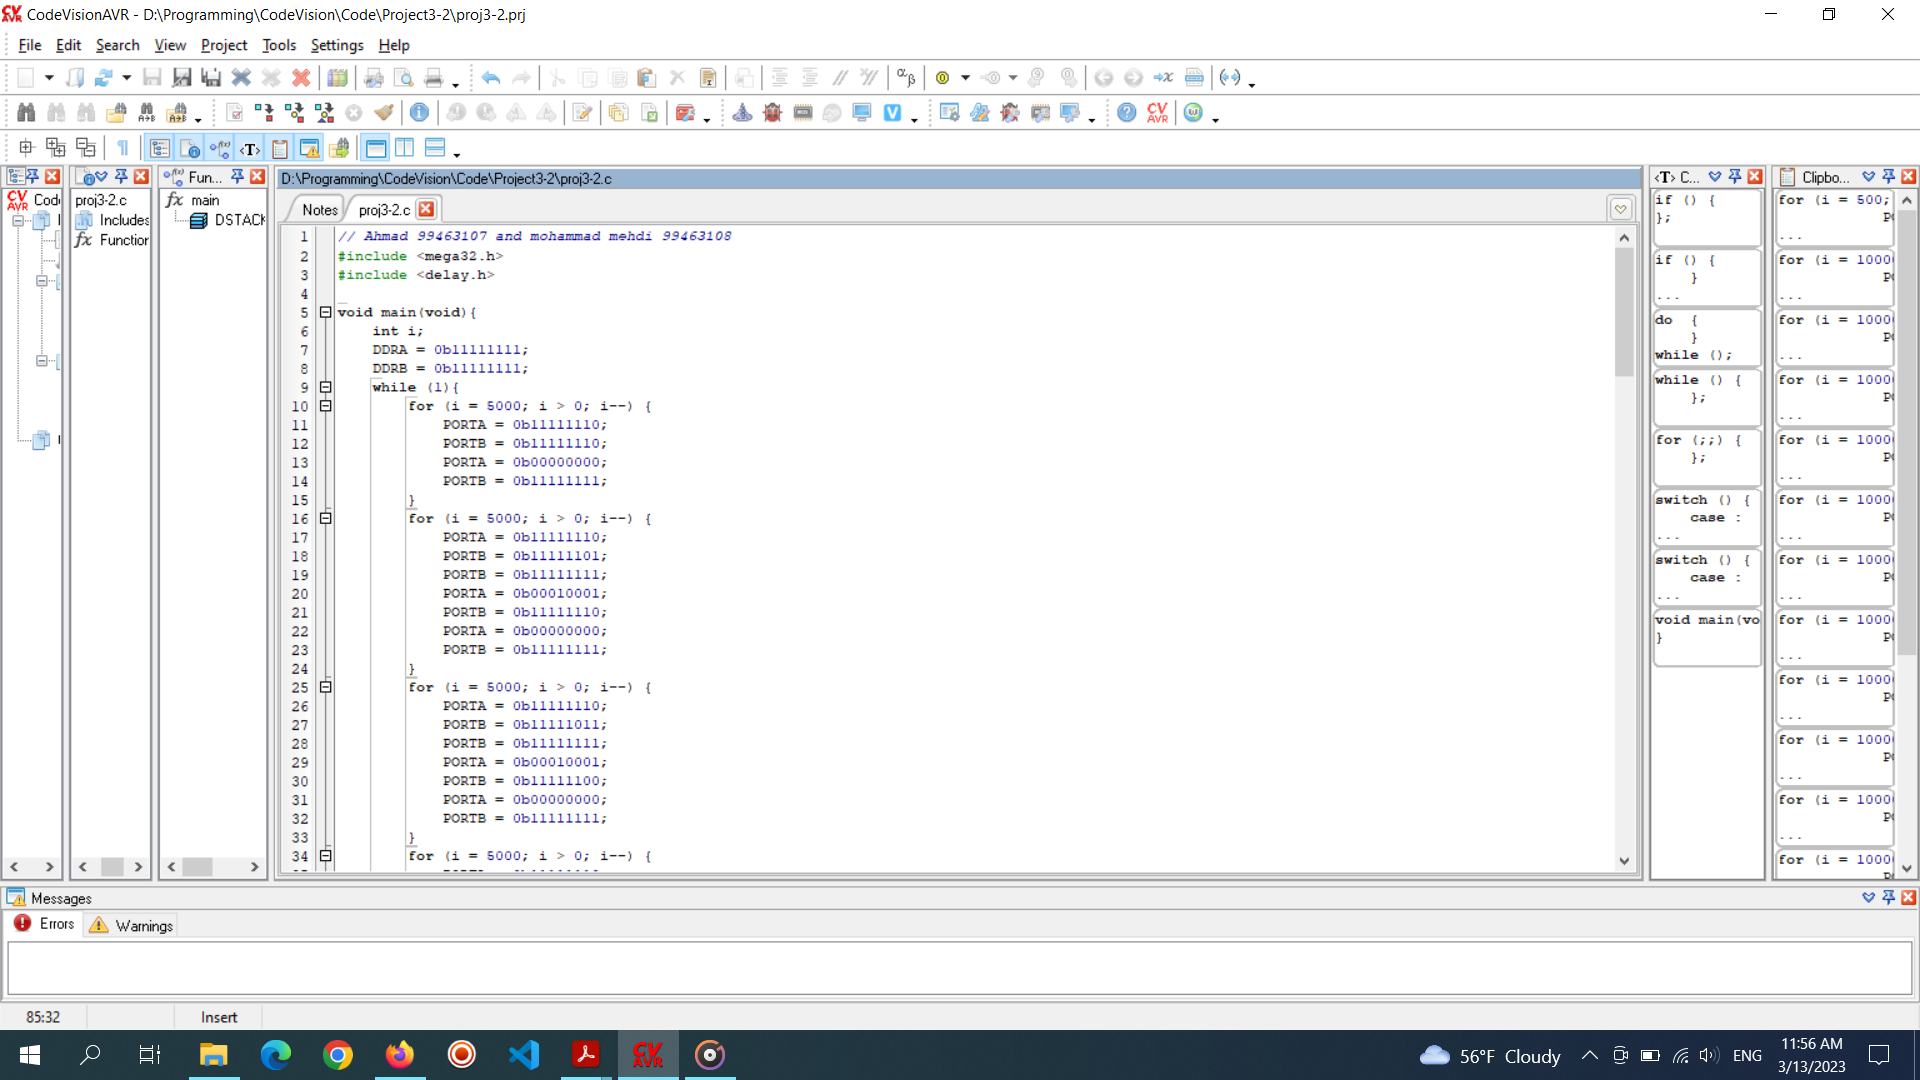 CodeVisionAVR - D:\Programming\CodeVision\Code\Project3-2\proj3-2.prj
File Edit Search View Project Tools Settings Help
Fun...
D:\Programming\CodeVision\Code\Project3-2\proj3-2.c
<T> C...
Clipbo...
Notes
proj3-2.c
proj3-2.c
Includes
Function
main
DSTACK
1 // Ahmad 99463107 and mohammad mehdi 99463108
2 #include <mega32.h>
3 #include <delay.h>
4
5 void main(void){
6 int i;
7 DDRA = 0b11111111;
8 DDRB = 0b11111111;
9 while (1){
10 for (i = 5000; i > 0; i--) {
11 PORTA = 0b11111110;
12 PORTB = 0b11111110;
13 PORTA = 0b00000000;
14 PORTB = 0b11111111;
15 }
16 for (i = 5000; i > 0; i--) {
17 PORTA = 0b11111110;
18 PORTB = 0b11111101;
19 PORTB = 0b11111111;
20 PORTA = 0b00010001;
21 PORTB = 0b11111110;
22 PORTA = 0b00000000;
23 PORTB = 0b11111111;
24 }
25 for (i = 5000; i > 0; i--) {
26 PORTA = 0b11111110;
27 PORTB = 0b11111011;
28 PORTB = 0b11111111;
29 PORTA = 0b00010001;
30 PORTB = 0b11111100;
31 PORTA = 0b00000000;
32 PORTB = 0b11111111;
33 }
34 for (i = 5000; i > 0; i--) {
if () {
};
if () {
}
...
do {
}
while ();
while () {
};
for (;;) {
};
switch () {
case :
...
switch () {
case :
...
void main(vo
}
for (i = 500;
...
for (i = 1000
...
for (i = 1000
...
for (i = 1000
...
for (i = 1000
...
for (i = 1000
...
for (i = 1000
...
for (i = 1000
...
for (i = 1000
...
for (i = 1000
...
for (i = 1000
...
for (i = 1000
Messages
Errors
Warnings
85:32
Insert
56°F Cloudy
ENG
11:56 AM
3/13/2023